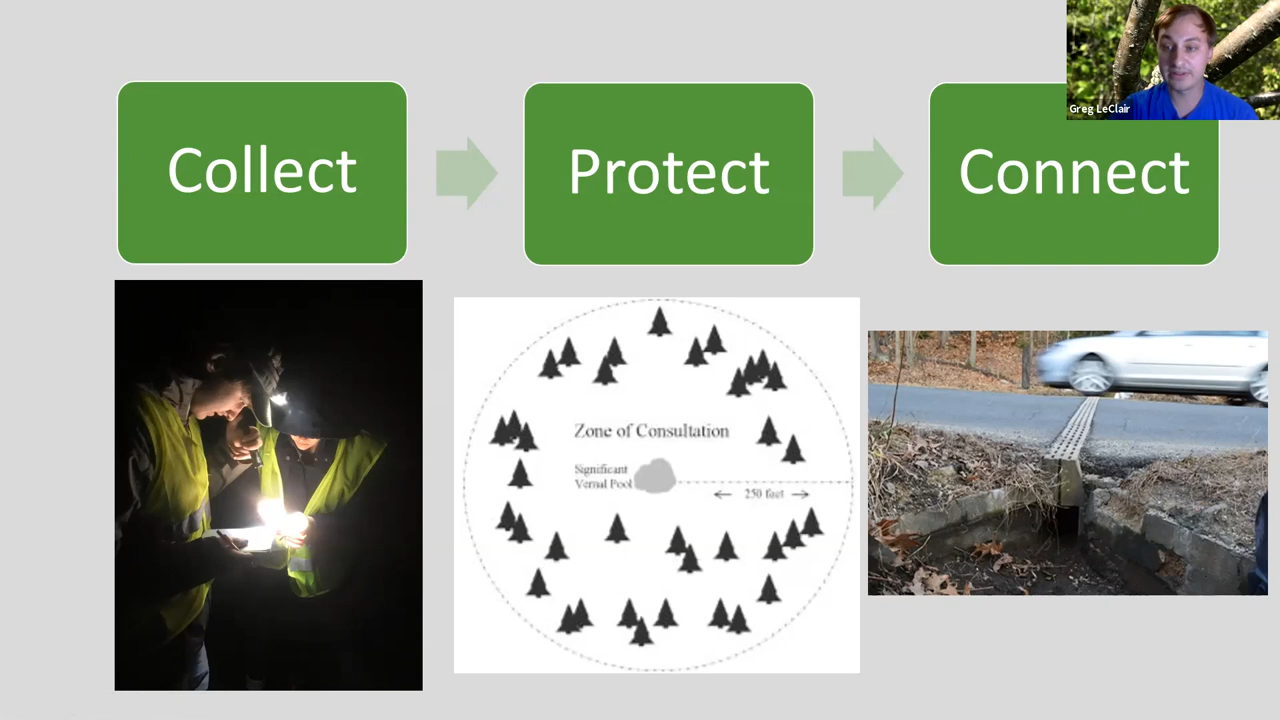 Greg LeClair
Collect
Protect
Connect
Zone of Consultation
Significant
Vernal Pool
250 feet